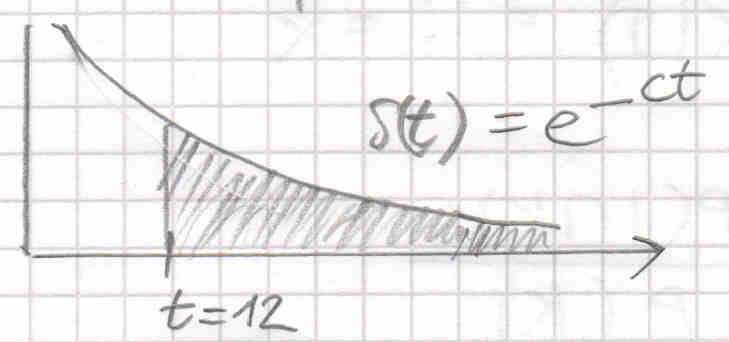 δ(t) = e^{-ct}
t=12